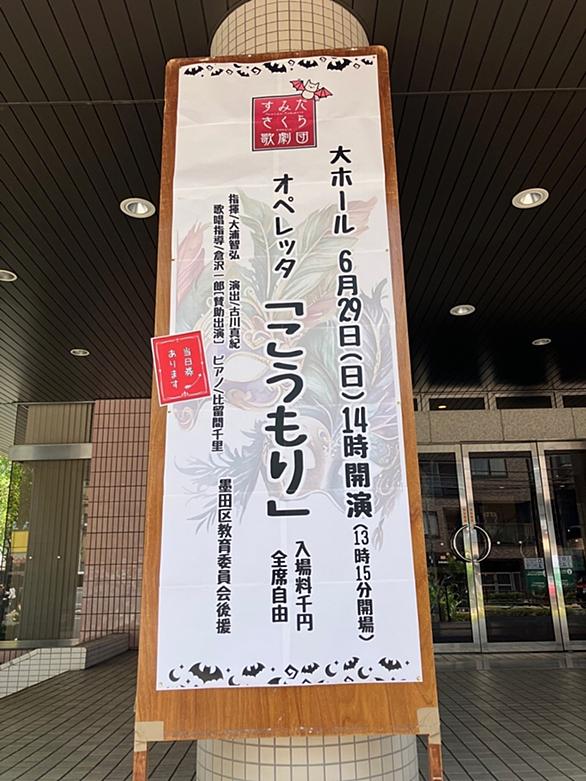 すみだ
さくら
歌劇団
大ホール 6月29日(日)14時開演(13時15分開場)
オペレッタ「こうもり」
入場料千円
全席自由
指揮/大浦智弘 演出/古川真紀
歌唱指導/倉沢一郎[賛助出演] ピアノ/比留間千里
墨田区教育委員会後援
当日券
あります